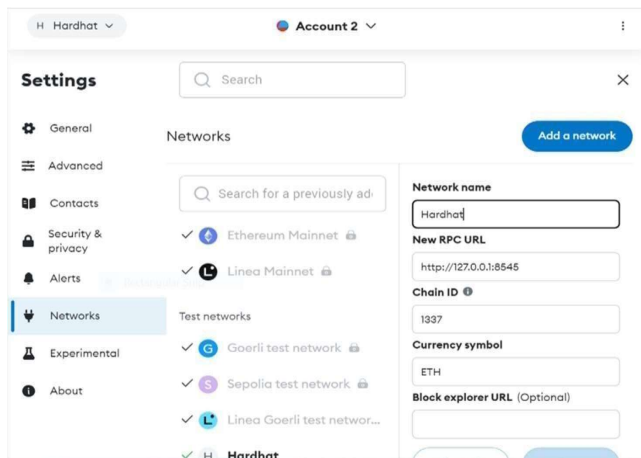 H Hardhat
Account 2
Settings
Search
General
Advanced
Contacts
Security &
privacy
Alerts
Networks
Experimental
About
Networks
Add a network
Search for a previously ad
Ethereum Mainnet
Linea Mainnet
Test networks
G Goerli test network
S Sepolia test network
L Linea Goerli test networ...
H Hardhat
Network name
Hardhat
New RPC URL
http://127.0.0.1:8545
Chain ID
1337
Currency symbol
ETH
Block explorer URL (Optional)